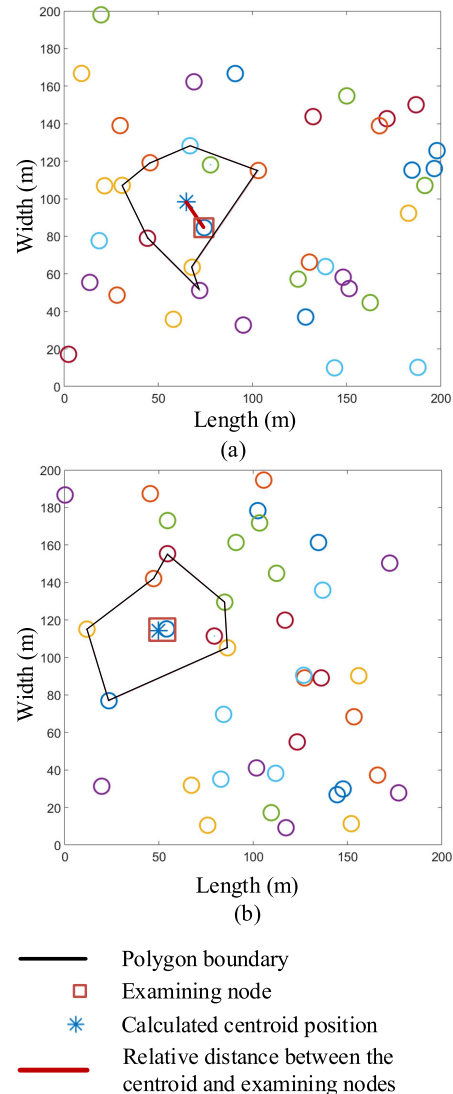 200
180
160
140
120
100
80
60
40
20
0
Width (m)
0 50 100 150 200
Length (m)
(a)
200
180
160
140
120
100
80
60
40
20
0
Width (m)
0 50 100 150 200
Length (m)
(b)
Polygon boundary
Examining node
Calculated centroid position
Relative distance between the
centroid and examining nodes